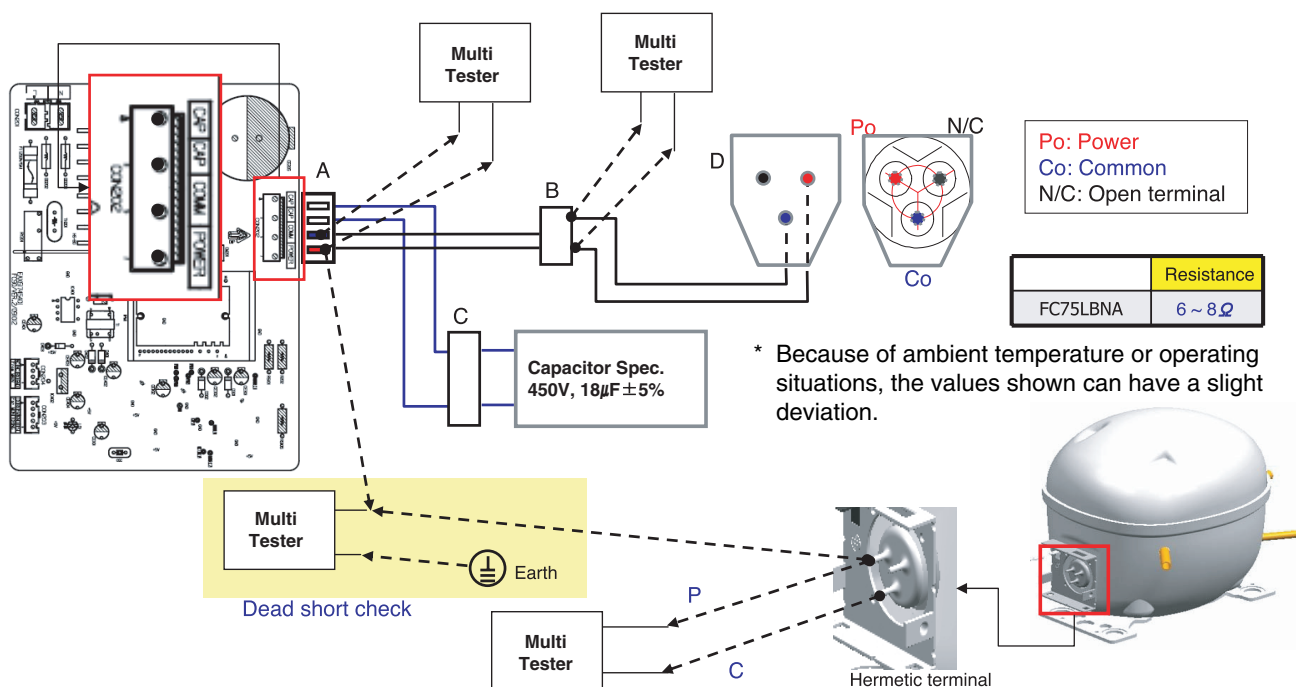 Multi
Tester
Multi
Tester
CAP
CAP
COMM
POWER
CON202
A
B
C
D
Po
N/C
Co
Po: Power
Co: Common
N/C: Open terminal
Resistance
FC75LBNA
6 ~ 8Ω
Capacitor Spec.
450V, 18μF±5%
* Because of ambient temperature or operating
situations, the values shown can have a slight
deviation.
Multi
Tester
Earth
Dead short check
P
C
Multi
Tester
Hermetic terminal